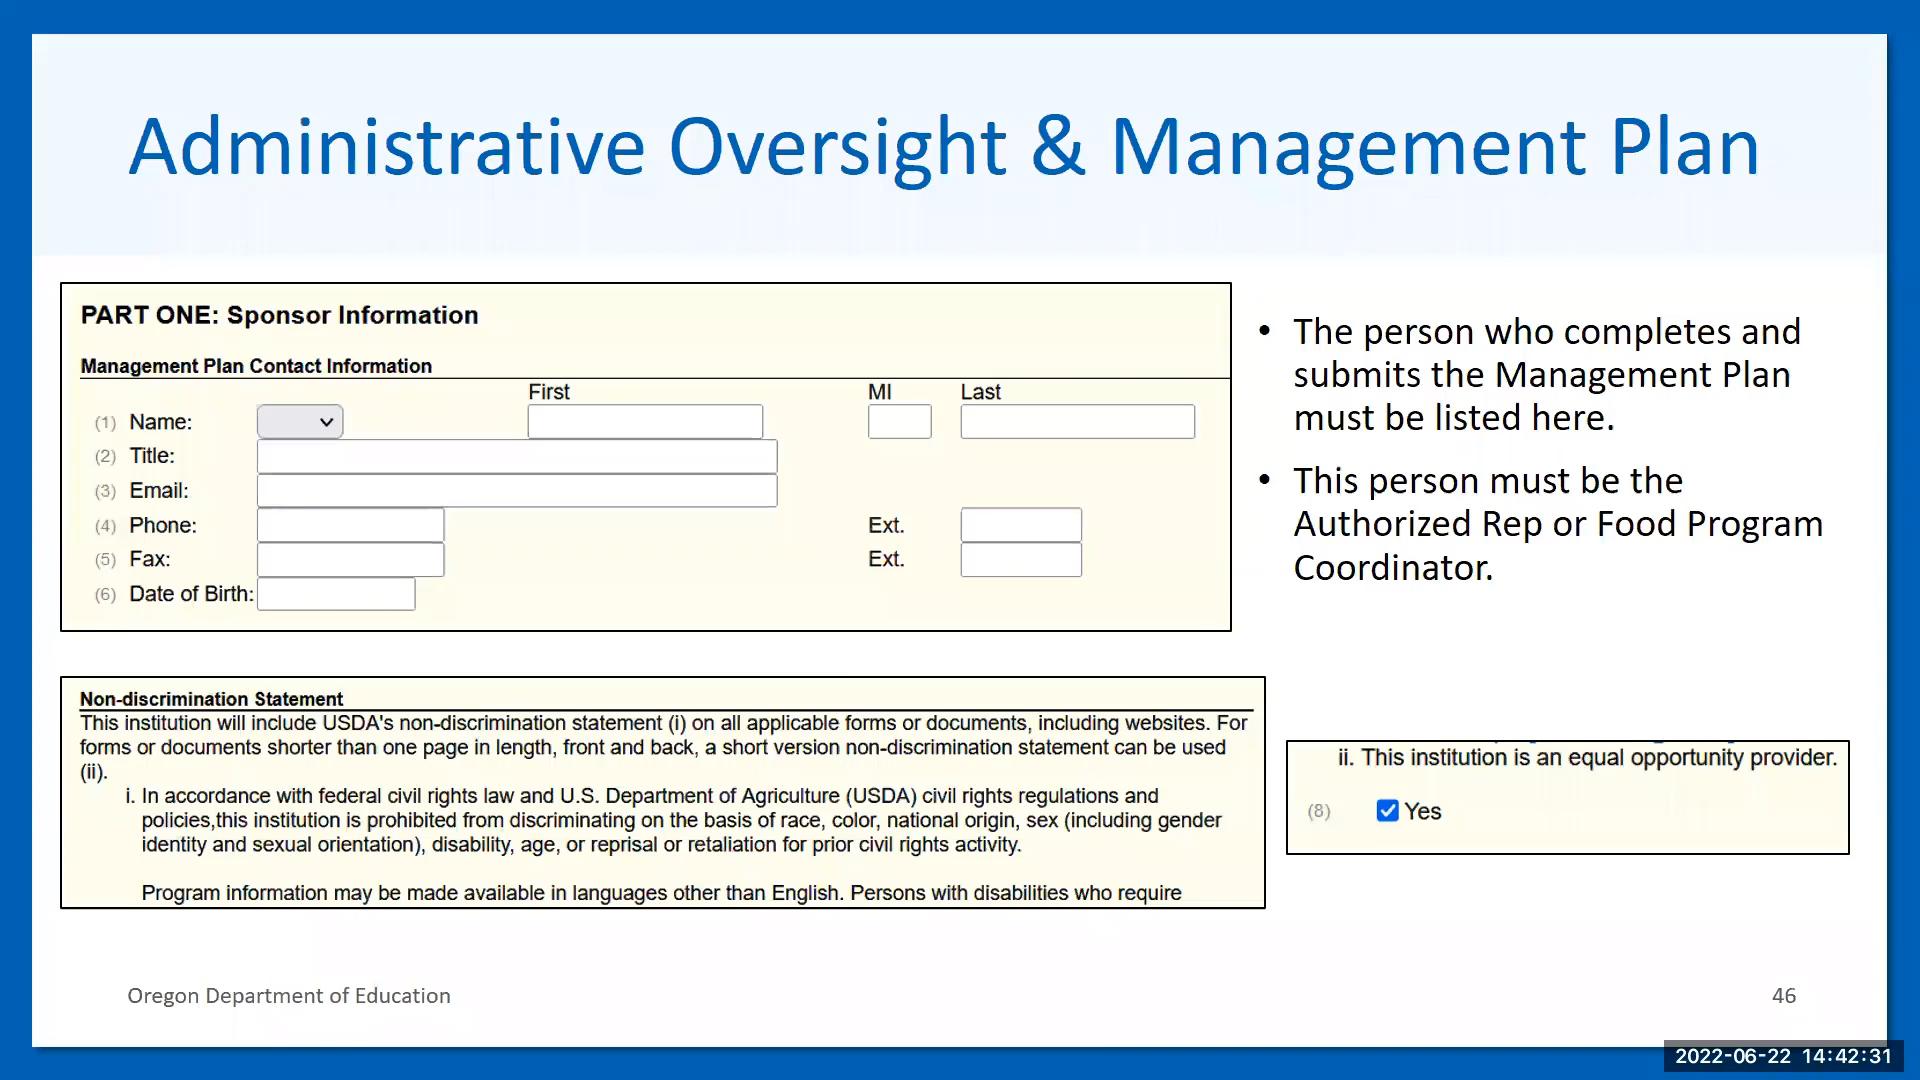 Administrative Oversight & Management Plan
PART ONE: Sponsor Information
Management Plan Contact Information
First MI Last
(1) Name:
(2) Title:
(3) Email:
(4) Phone: Ext.
(5) Fax: Ext.
(6) Date of Birth:
• The person who completes and
submits the Management Plan
must be listed here.
• This person must be the
Authorized Rep or Food Program
Coordinator.
Non-discrimination Statement
This institution will include USDA's non-discrimination statement (i) on all applicable forms or documents, including websites. For
forms or documents shorter than one page in length, front and back, a short version non-discrimination statement can be used
(ii).
i. In accordance with federal civil rights law and U.S. Department of Agriculture (USDA) civil rights regulations and
policies,this institution is prohibited from discriminating on the basis of race, color, national origin, sex (including gender
identity and sexual orientation), disability, age, or reprisal or retaliation for prior civil rights activity.
Program information may be made available in languages other than English. Persons with disabilities who require
ii. This institution is an equal opportunity provider.
(8) Yes
Oregon Department of Education
46
2022-06-22 14:42:31